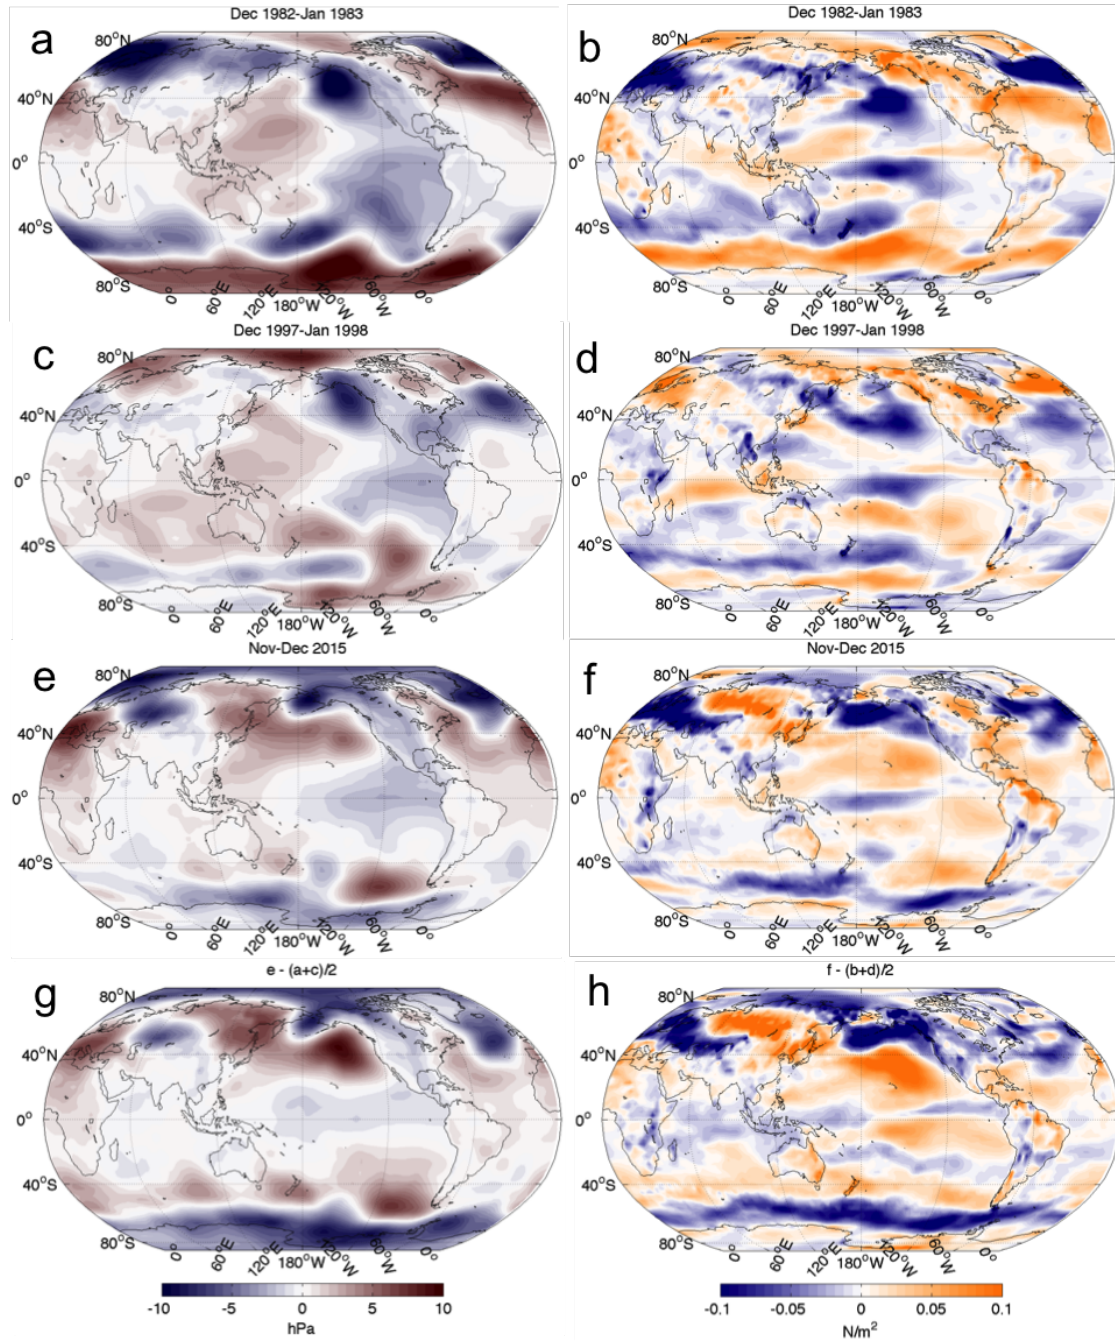 Dec 1982-Jan 1983
a
80°N
40°N
0°
40°S
80°S
0°
60°E
120°E
180°W
120°W
60°W
0°
Dec 1982-Jan 1983
b
80°N
40°N
0°
40°S
80°S
0°
60°E
120°E
180°W
120°W
60°W
0°
Dec 1997-Jan 1998
c
80°N
40°N
0°
40°S
80°S
0°
60°E
120°E
180°W
120°W
60°W
0°
Dec 1997-Jan 1998
d
80°N
40°N
0°
40°S
80°S
0°
60°E
120°E
180°W
120°W
60°W
0°
Nov-Dec 2015
e
80°N
40°N
0°
40°S
80°S
0°
60°E
120°E
180°W
120°W
60°W
0°
Nov-Dec 2015
f
80°N
40°N
0°
40°S
80°S
0°
60°E
120°E
180°W
120°W
60°W
0°
e - (a+c)/2
g
80°N
40°N
0°
40°S
80°S
0°
60°E
120°E
180°W
120°W
60°W
0°
-10 -5 0 5 10
hPa
f - (b+d)/2
h
80°N
40°N
0°
40°S
80°S
0°
60°E
120°E
180°W
120°W
60°W
0°
-0.1 -0.05 0 0.05 0.1
N/m²